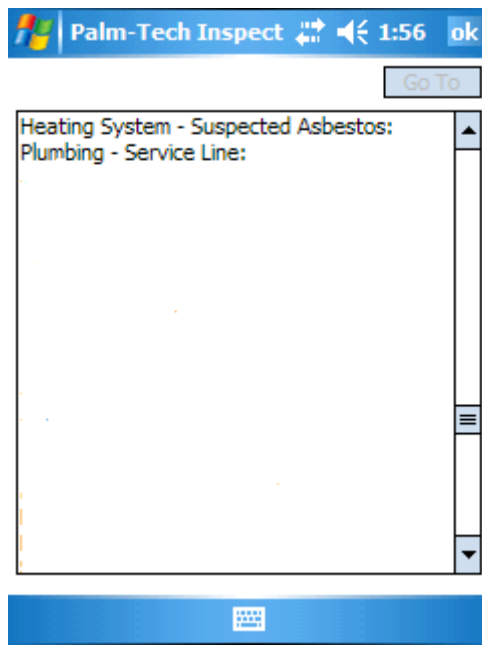 Palm-Tech Inspect 1:56 ok
Go To
Heating System - Suspected Asbestos:
Plumbing - Service Line: